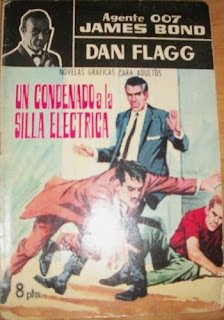 Agente 007
JAMES BOND
DAN FLAGG
NOVELAS GRAFICAS PARA ADULTOS
UN CONDENADO a la
SILLA ELECTRICA
8 ptas.